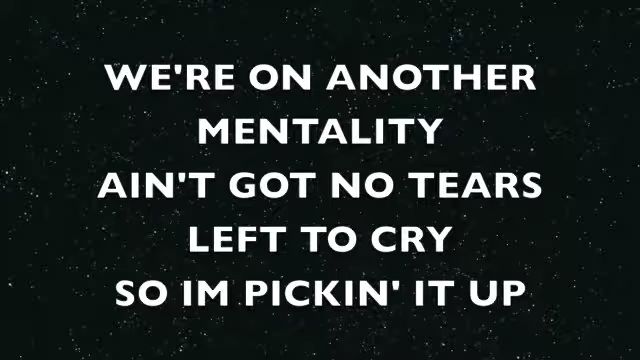 WE'RE ON ANOTHER
MENTALITY
AIN'T GOT NO TEARS
LEFT TO CRY
SO IM PICKIN' IT UP